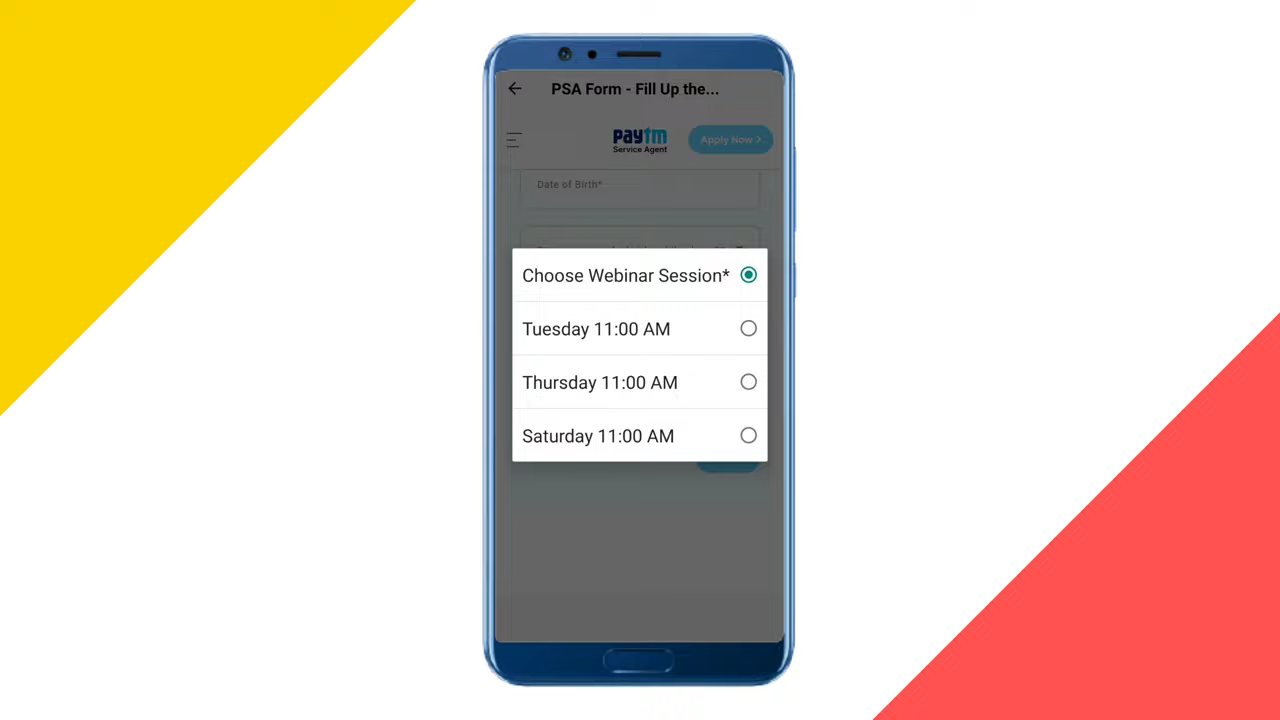 PSA Form - Fill Up the...
paytm
Service Agent
Apply Now >
Date of Birth*
Choose Webinar Session*
Tuesday 11:00 AM
Thursday 11:00 AM
Saturday 11:00 AM